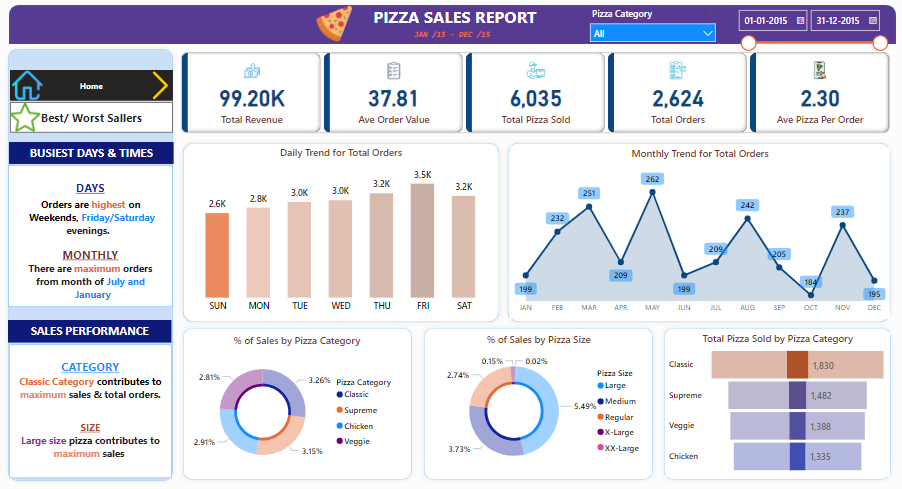 PIZZA SALES REPORT
JAN /15 - DEC /15
Pizza Category
All
01-01-2015
31-12-2015
Home
Best/ Worst Sallers
99.20K
Total Revenue
37.81
Ave Order Value
6,035
Total Pizza Sold
2,624
Total Orders
2.30
Ave Pizza Per Order
BUSIEST DAYS & TIMES
DAYS
Orders are highest on
Weekends, Friday/Saturday
evenings.
MONTHLY
There are maximum orders
from month of July and
January
SALES PERFORMANCE
CATEGORY
Classic Category contributes to
maximum sales & total orders.
SIZE
Large size pizza contributes to
maximum sales
Daily Trend for Total Orders
2.6K
2.8K
3.0K
3.0K
3.2K
3.5K
3.2K
SUN
MON
TUE
WED
THU
FRI
SAT
Monthly Trend for Total Orders
199
232
251
209
262
199
209
242
205
184
237
195
JAN
FEB
MAR
APR
MAY
JUN
JUL
AUG
SEP
OCT
NOV
DEC
% of Sales by Pizza Category
2.81%
3.26%
2.91%
3.15%
Pizza Category
Classic
Supreme
Chicken
Veggie
% of Sales by Pizza Size
0.15%
0.02%
2.74%
5.49%
3.73%
Pizza Size
Large
Medium
Regular
X-Large
XX-Large
Total Pizza Sold by Pizza Category
Classic
1,830
Supreme
1,482
Veggie
1,388
Chicken
1,335